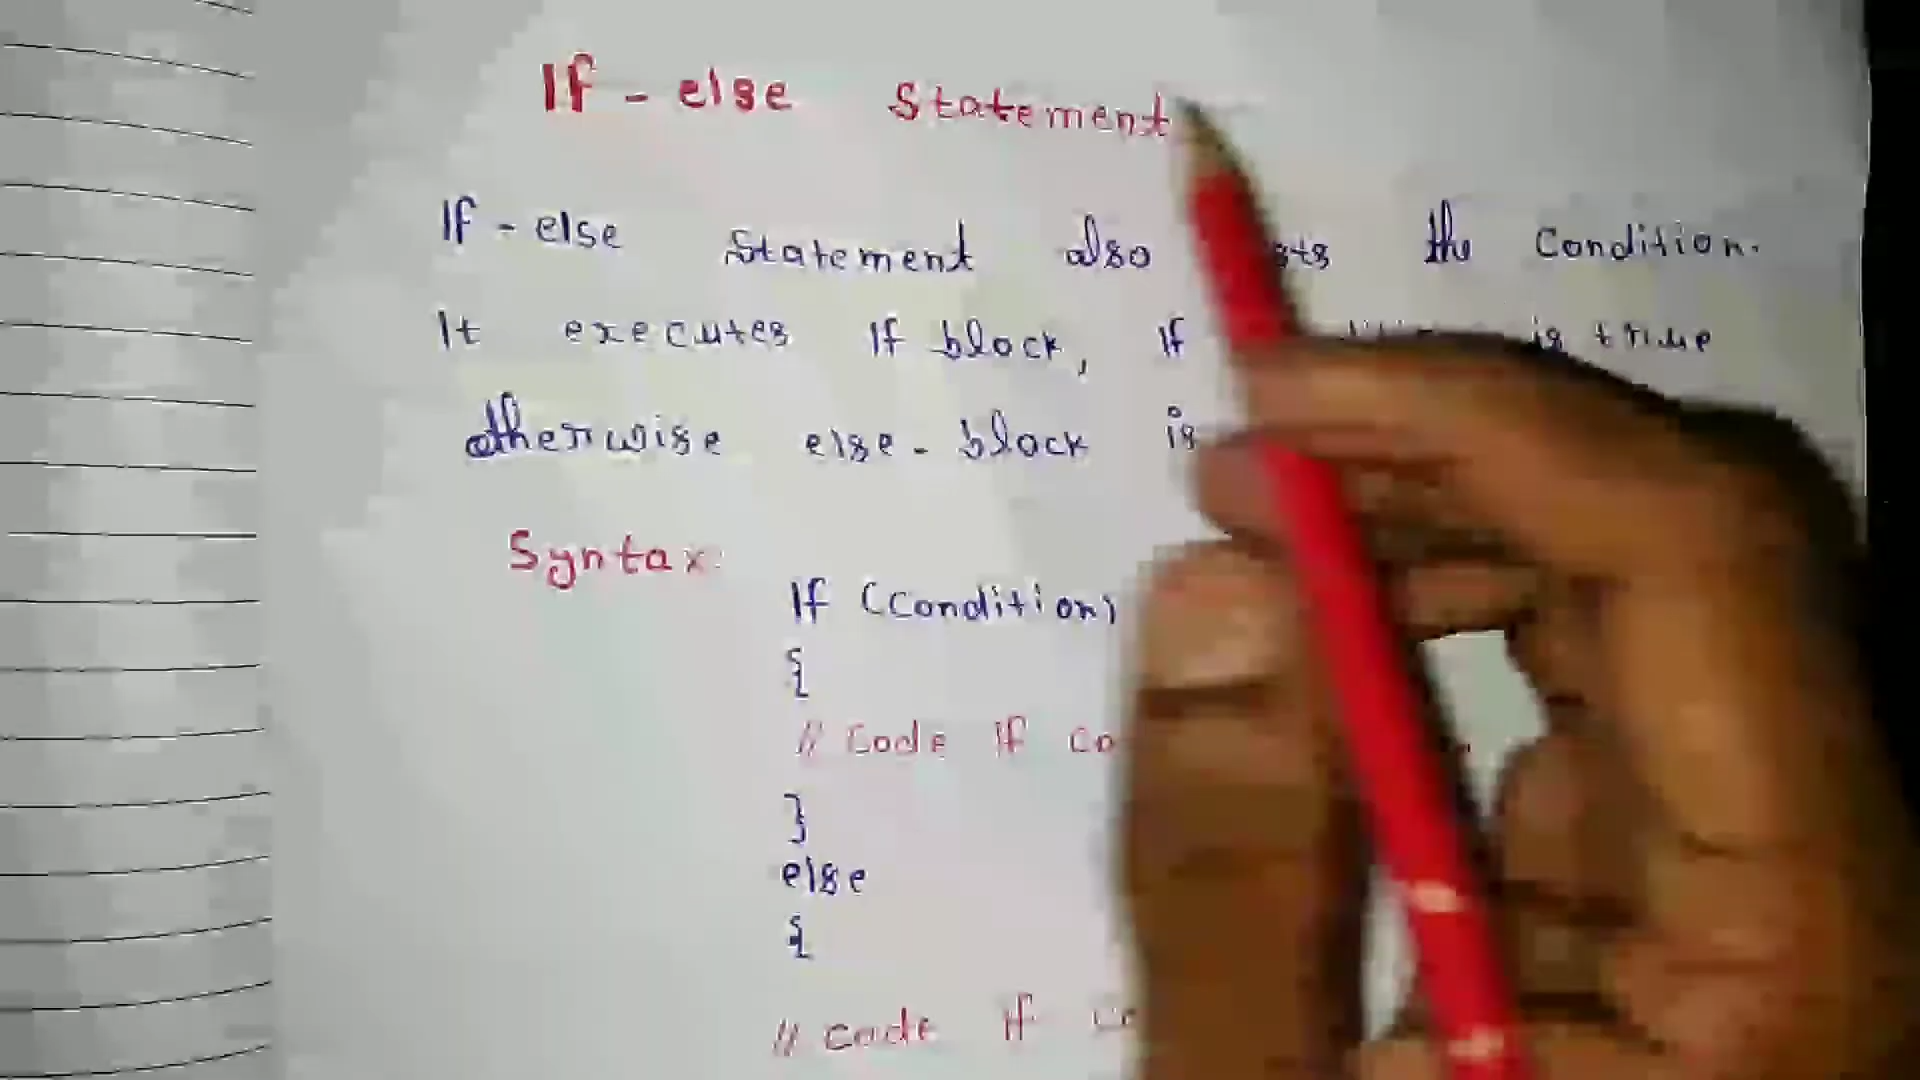 If - else Statement
If - else Statement also the Condition.
It executes If block, If is true
otherwise else - block is
Syntax:
If (Condition)
{
// Code If
}
else
{
// Code if